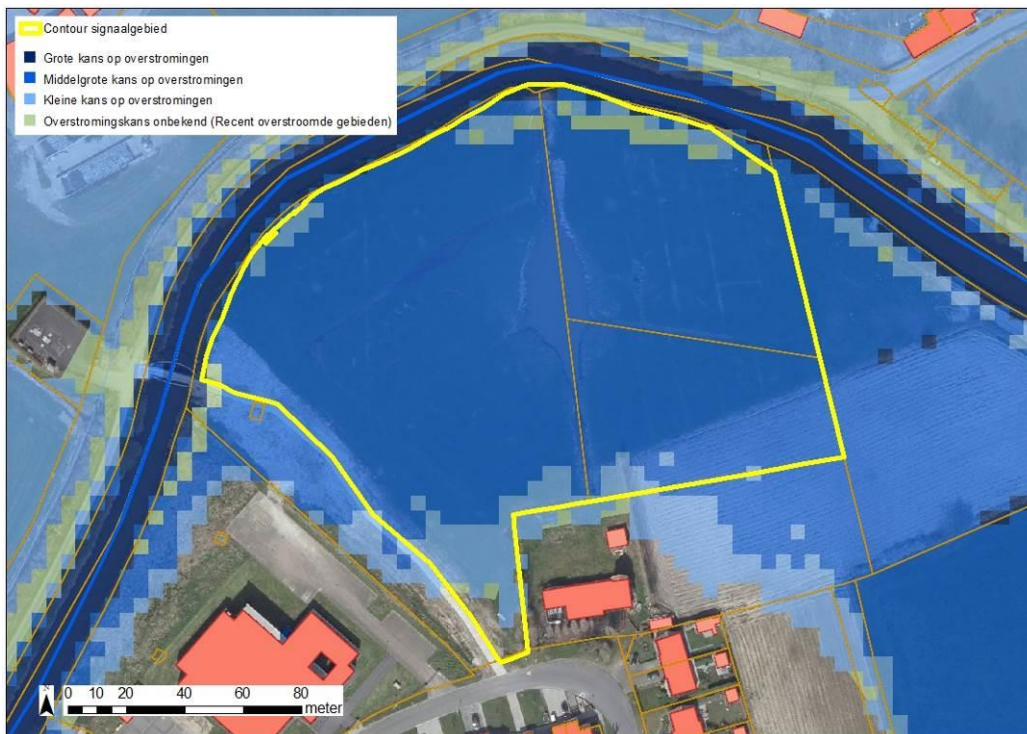 Contour signaalgebied
Grote kans op overstromingen
Middelgrote kans op overstromingen
Kleine kans op overstromingen
Overstromingskans onbekend (Recent overstroomde gebieden)
0 10 20 40 60 80
meter